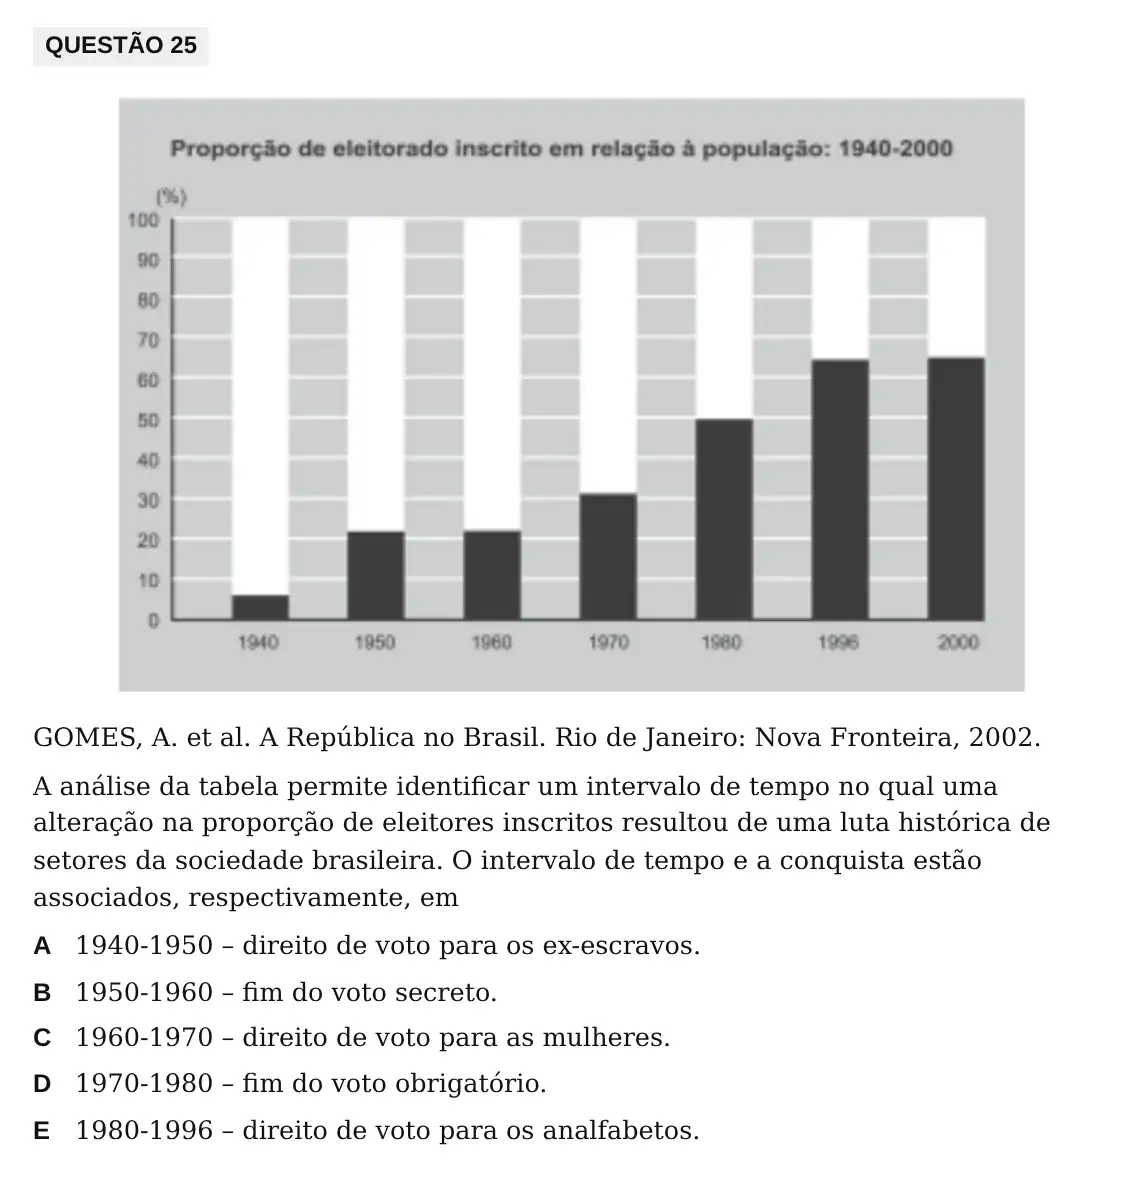 QUESTÃO 25
Proporção de eleitorado inscrito em relação à população: 1940-2000
(%)
100
90
80
70
60
50
40
30
20
10
0
1940 1950 1960 1970 1980 1996 2000
GOMES, A. et al. A República no Brasil. Rio de Janeiro: Nova Fronteira, 2002.
A análise da tabela permite identificar um intervalo de tempo no qual uma
alteração na proporção de eleitores inscritos resultou de uma luta histórica de
setores da sociedade brasileira. O intervalo de tempo e a conquista estão
associados, respectivamente, em
A 1940-1950 – direito de voto para os ex-escravos.
B 1950-1960 – fim do voto secreto.
C 1960-1970 – direito de voto para as mulheres.
D 1970-1980 – fim do voto obrigatório.
E 1980-1996 – direito de voto para os analfabetos.